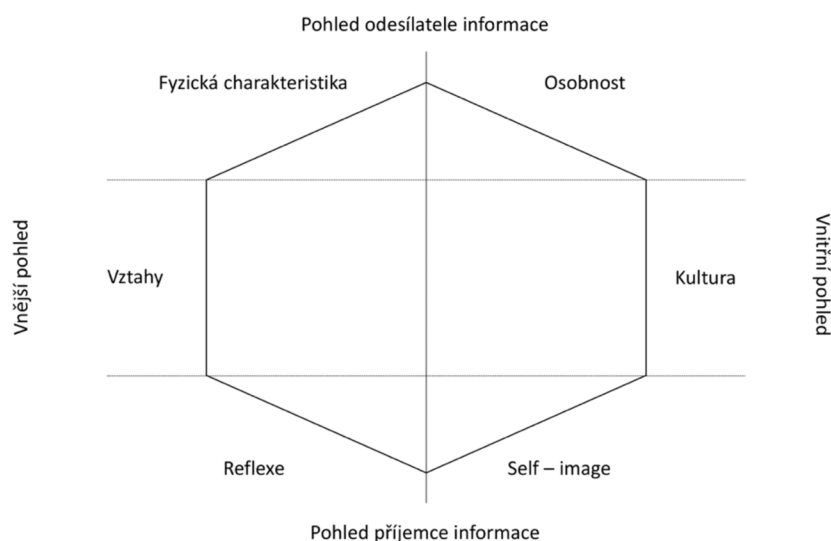 Pohled odesílatele informace
Fyzická charakteristika
Osobnost
Vnější pohled
Vztahy
Kultura
Vnitřní pohled
Reflexe
Self – image
Pohled příjemce informace